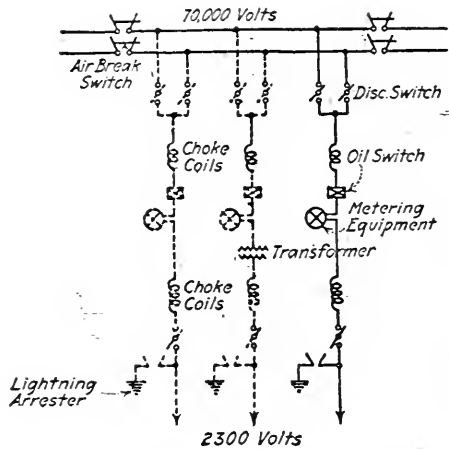 70,000 Volts
Air Break
Switch
Disc. Switch
Choke
Coils
Oil Switch
Metering
Equipment
Transformer
Choke
Coils
Lightning
Arrester
2300 Volts